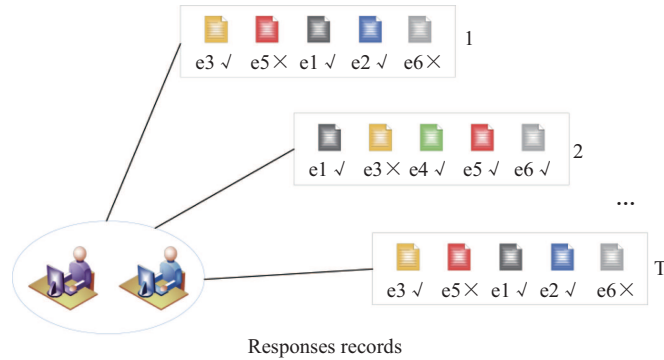 1
e3 √ e5× e1 √ e2 √ e6×
2
e1 √ e3× e4 √ e5 √ e6 √
...
T
e3 √ e5× e1 √ e2 √ e6×
Responses records